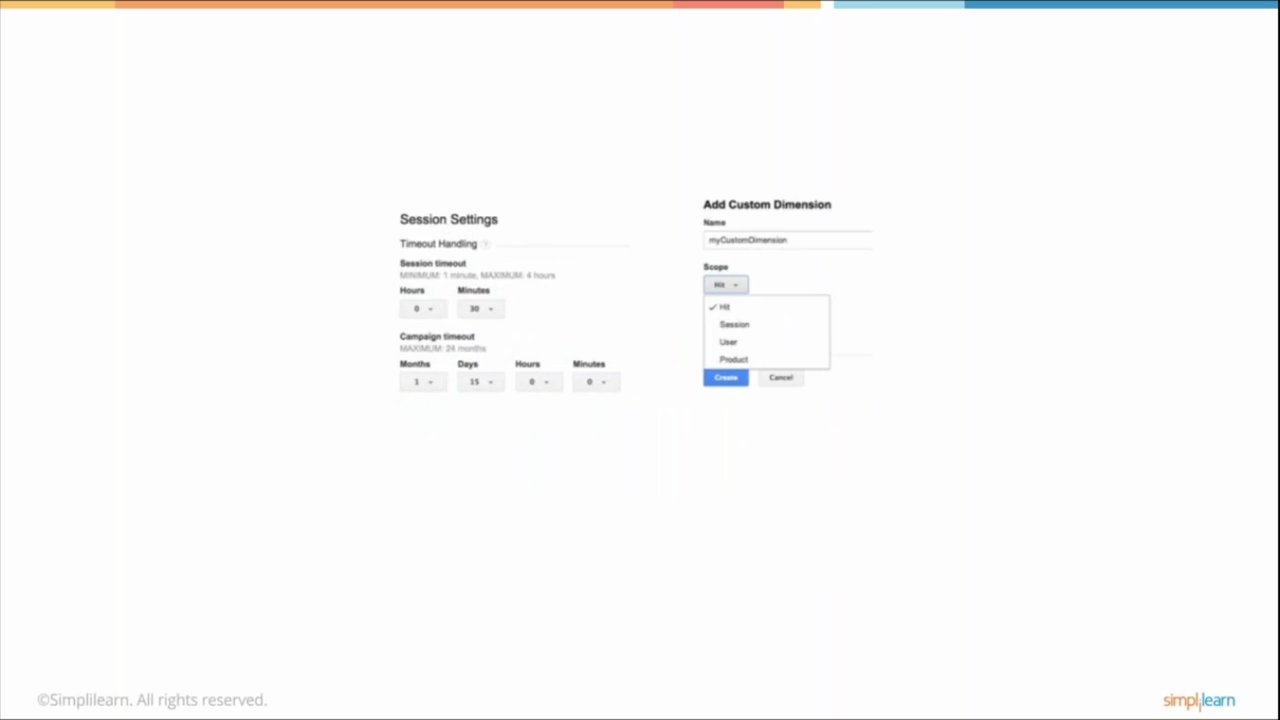 Session Settings
Timeout Handling ?
Session timeout
MINIMUM: 1 minute, MAXIMUM: 4 hours
Hours Minutes
0 30
Campaign timeout
MAXIMUM: 24 months
Months Days Hours Minutes
1 15 0 0
Add Custom Dimension
Name
myCustomDimension
Scope
Hit
Hit
Session
User
Product
Create Cancel
©Simplilearn. All rights reserved.
simplilearn